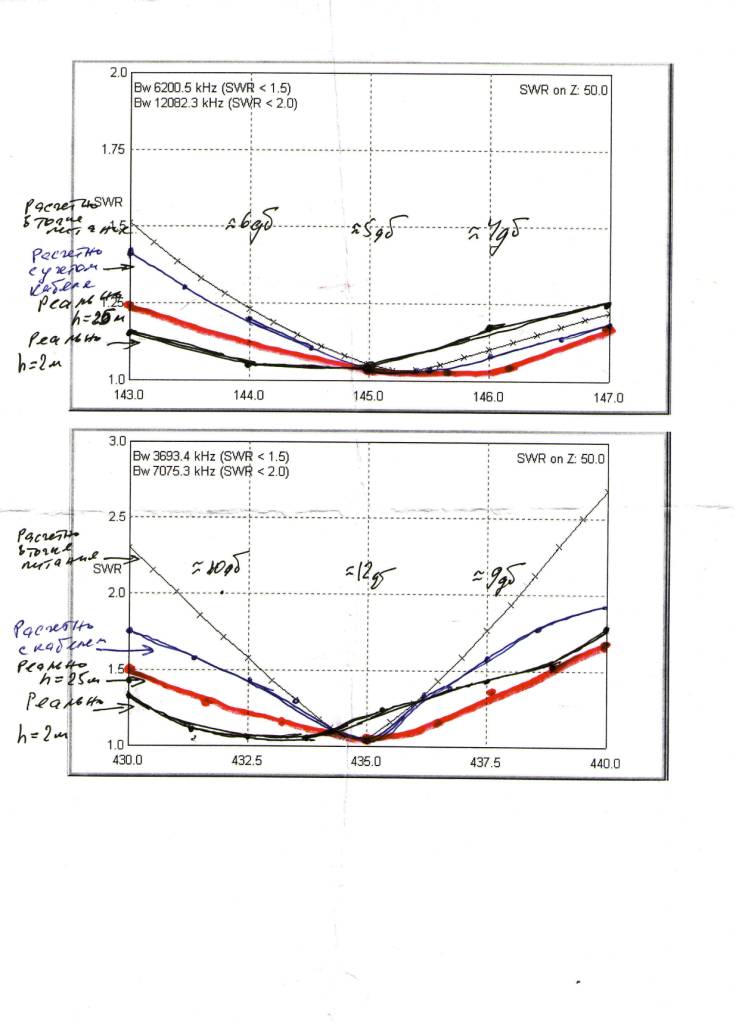 2.0
Bw 6200.5 kHz (SWR < 1.5)
SWR on Z: 50.0
Bw 12082.3 kHz (SWR < 2.0)
1.75
Расчетно
SWR
в точке
питания
1.5
≈6дб
≈5дб
≈4дб
Расчетно
с учетом
кабеля
Реально
1.25
h=25м
Реально
h=2м
1.0
143.0
144.0
145.0
146.0
147.0
3.0
Bw 3693.4 kHz (SWR < 1.5)
SWR on Z: 50.0
Bw 7075.3 kHz (SWR < 2.0)
2.5
Расчетно
в точке
питания
SWR
≈10дб
≈12дб
≈9дб
2.0
Расчетно
с кабелем
Реально
1.5
h=25м
Реально
h=2м
1.0
430.0
432.5
435.0
437.5
440.0